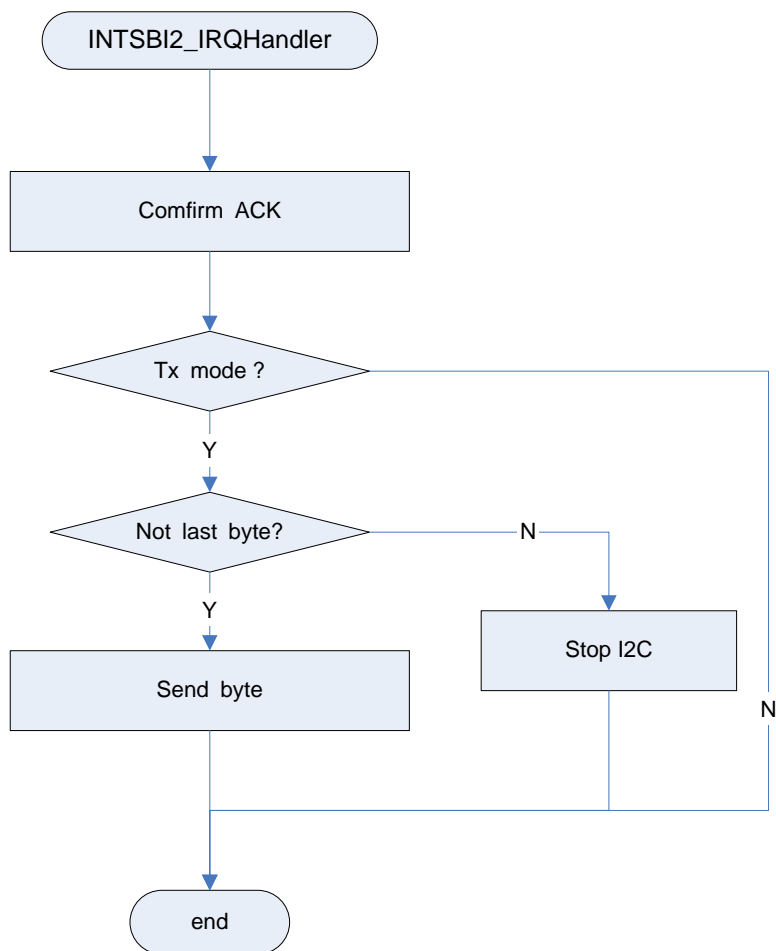 INTSBI2_IRQHandler
Comfirm ACK
Tx mode ?
Y
Not last byte?
N
Y
Stop I2C
Send byte
N
end